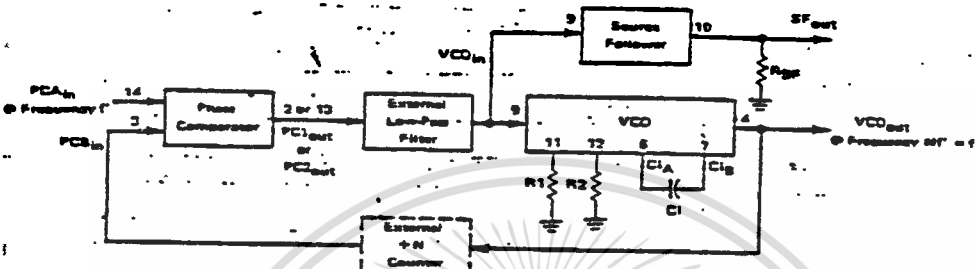 9
Source
Follower
10
SFout
VCOin
RSF
PCAin
@ Frequency f'
14
3
PCBin
Phase
Comparator
2 or 13
PC1out
or
PC2out
External
Low-Pass
Filter
9
VCO
4
VCOout
@ Frequency Nf' = f
11
12
6
7
R1
R2
C1A
C1B
C1
External
÷ N
Counter